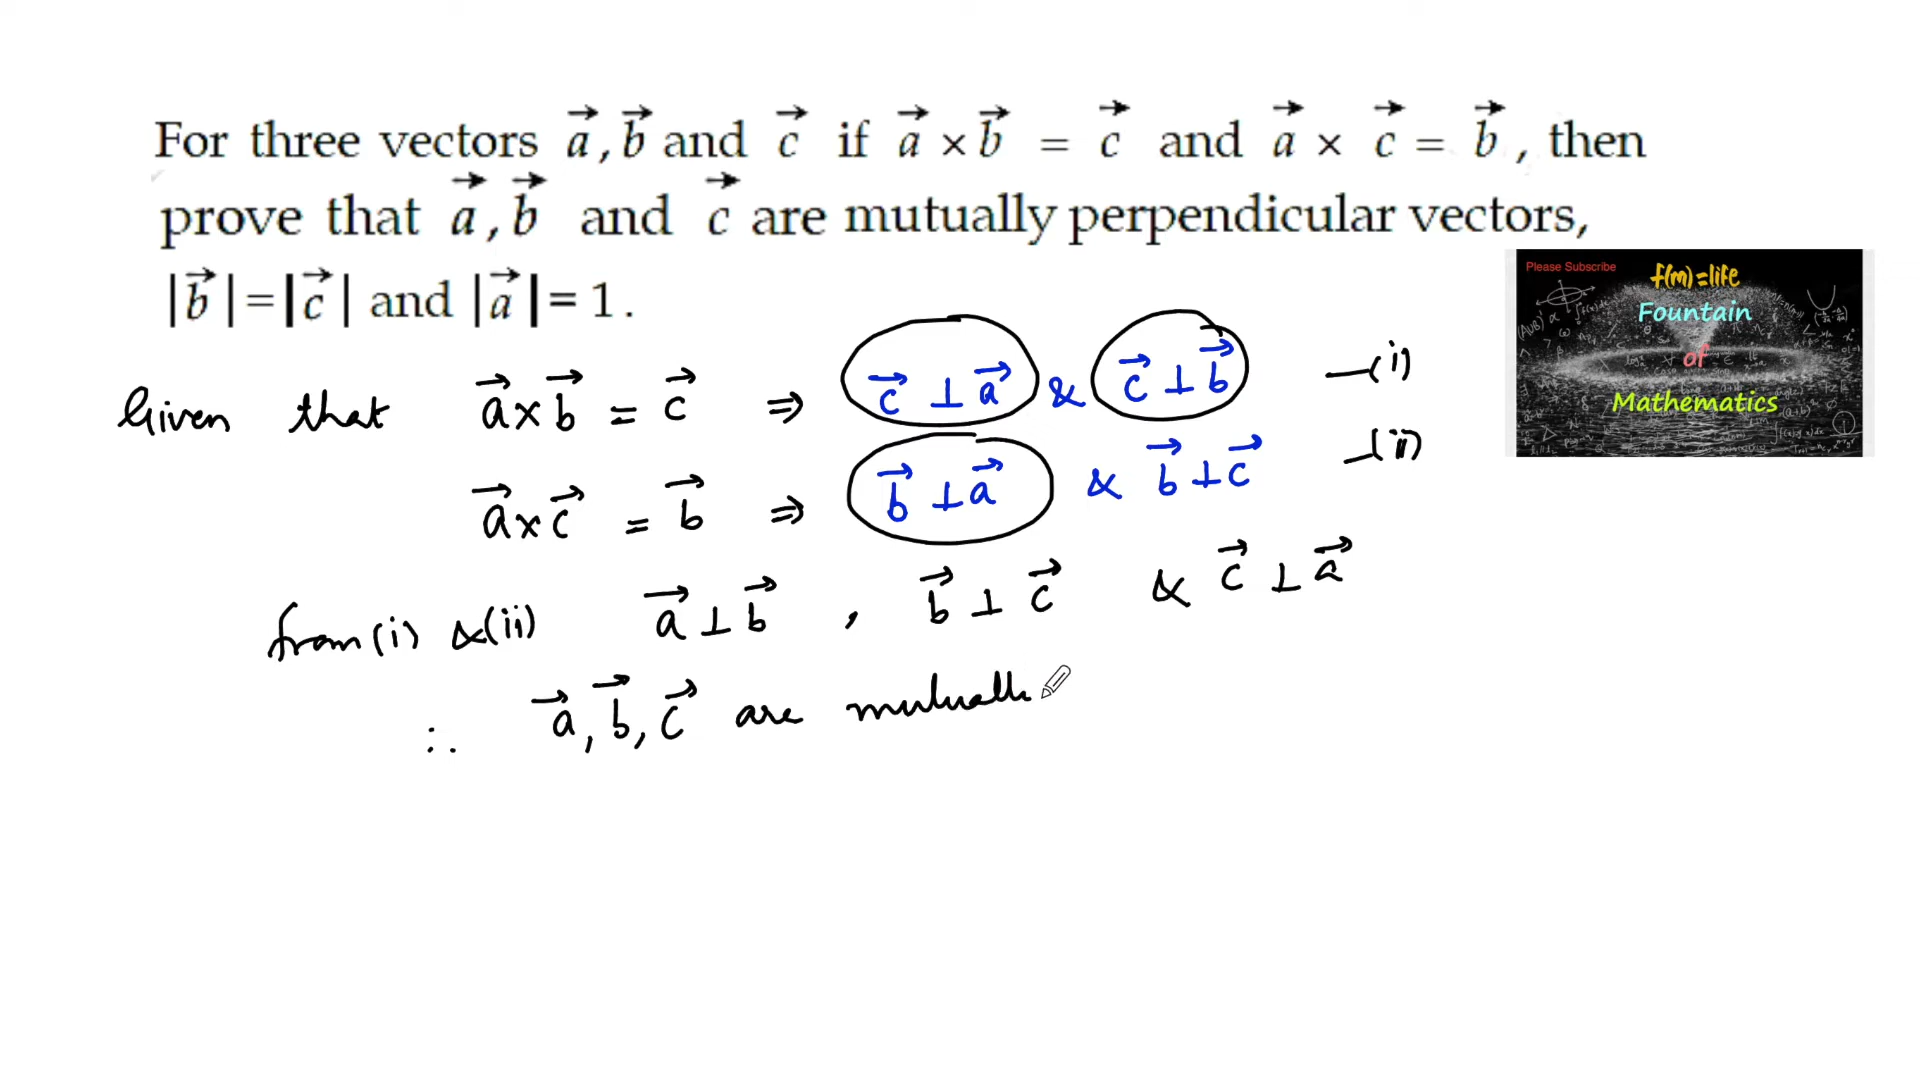 For three vectors a⃗, b⃗ and c⃗ if a⃗ × b⃗ = c⃗ and a⃗ × c⃗ = b⃗, then
prove that a⃗, b⃗ and c⃗ are mutually perpendicular vectors,
|b⃗| = |c⃗| and |a⃗| = 1.
Please Subscribe
f(m)=life
Fountain
of
Mathematics
Given that a⃗ × b⃗ = c⃗ ⇒ c⃗ ⊥ a⃗ & c⃗ ⊥ b⃗ —(i)
a⃗ × c⃗ = b⃗ ⇒ b⃗ ⊥ a⃗ & b⃗ ⊥ c⃗ —(ii)
from (i) & (ii) a⃗ ⊥ b⃗ , b⃗ ⊥ c⃗ & c⃗ ⊥ a⃗
∴ a⃗, b⃗, c⃗ are mutuall